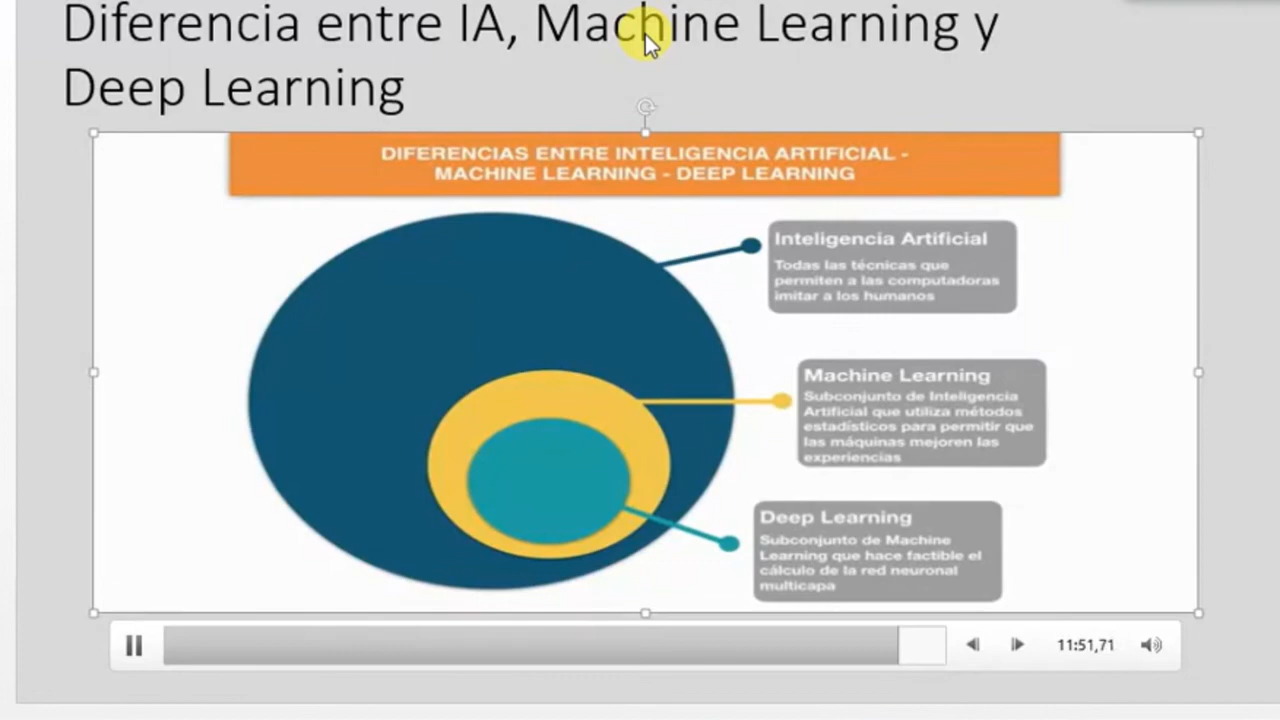 Diferencia entre IA, Machine Learning y
Deep Learning
DIFERENCIAS ENTRE INTELIGENCIA ARTIFICIAL -
MACHINE LEARNING - DEEP LEARNING
Inteligencia Artificial
Todas las técnicas que
permiten a las computadoras
imitar a los humanos
Machine Learning
Subconjunto de Inteligencia
Artificial que utiliza métodos
estadísticos para permitir que
las máquinas mejoren las
experiencias
Deep Learning
Subconjunto de Machine
Learning que hace factible el
cálculo de la red neuronal
multicapa
11:51,71